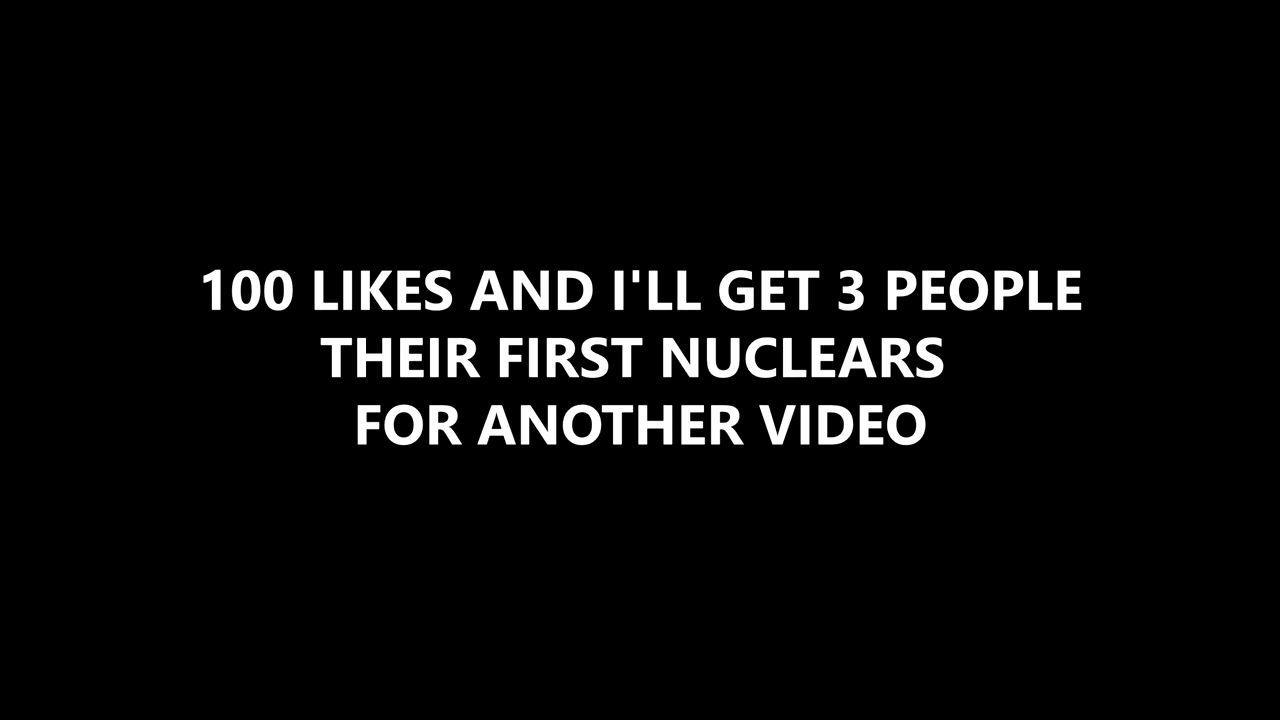 100 LIKES AND I'LL GET 3 PEOPLE
THEIR FIRST NUCLEARS
FOR ANOTHER VIDEO